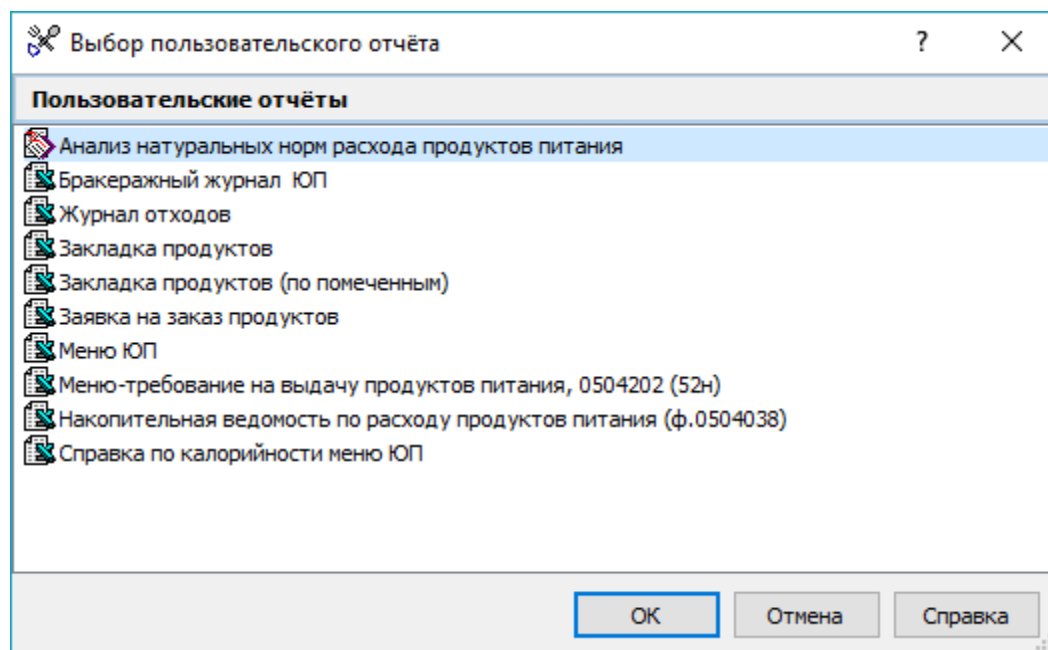 Выбор пользовательского отчёта
?
Пользовательские отчёты
Анализ натуральных норм расхода продуктов питания
Бракеражный журнал ЮП
Журнал отходов
Закладка продуктов
Закладка продуктов (по помеченным)
Заявка на заказ продуктов
Меню ЮП
Меню-требование на выдачу продуктов питания, 0504202 (52н)
Накопительная ведомость по расходу продуктов питания (ф.0504038)
Справка по калорийности меню ЮП
ОК Отмена Справка